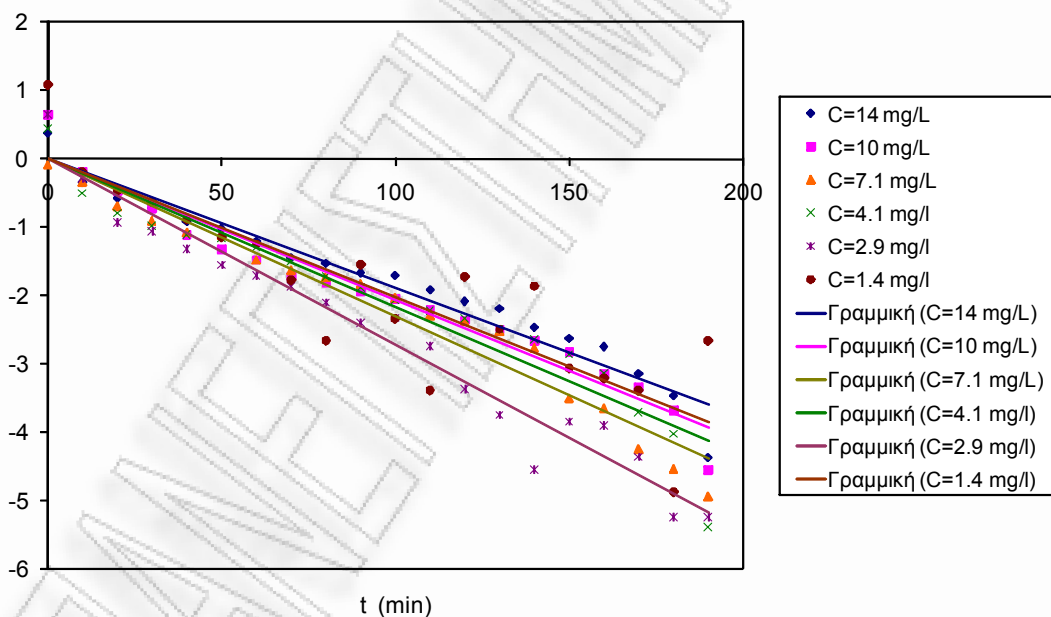 2
1
0
-1
-2
-3
-4
-5
-6
0 50 100 150 200
t (min)
C=14 mg/L
C=10 mg/L
C=7.1 mg/L
C=4.1 mg/l
C=2.9 mg/l
C=1.4 mg/l
Γραμμική (C=14 mg/L)
Γραμμική (C=10 mg/L)
Γραμμική (C=7.1 mg/L)
Γραμμική (C=4.1 mg/l)
Γραμμική (C=2.9 mg/l)
Γραμμική (C=1.4 mg/l)